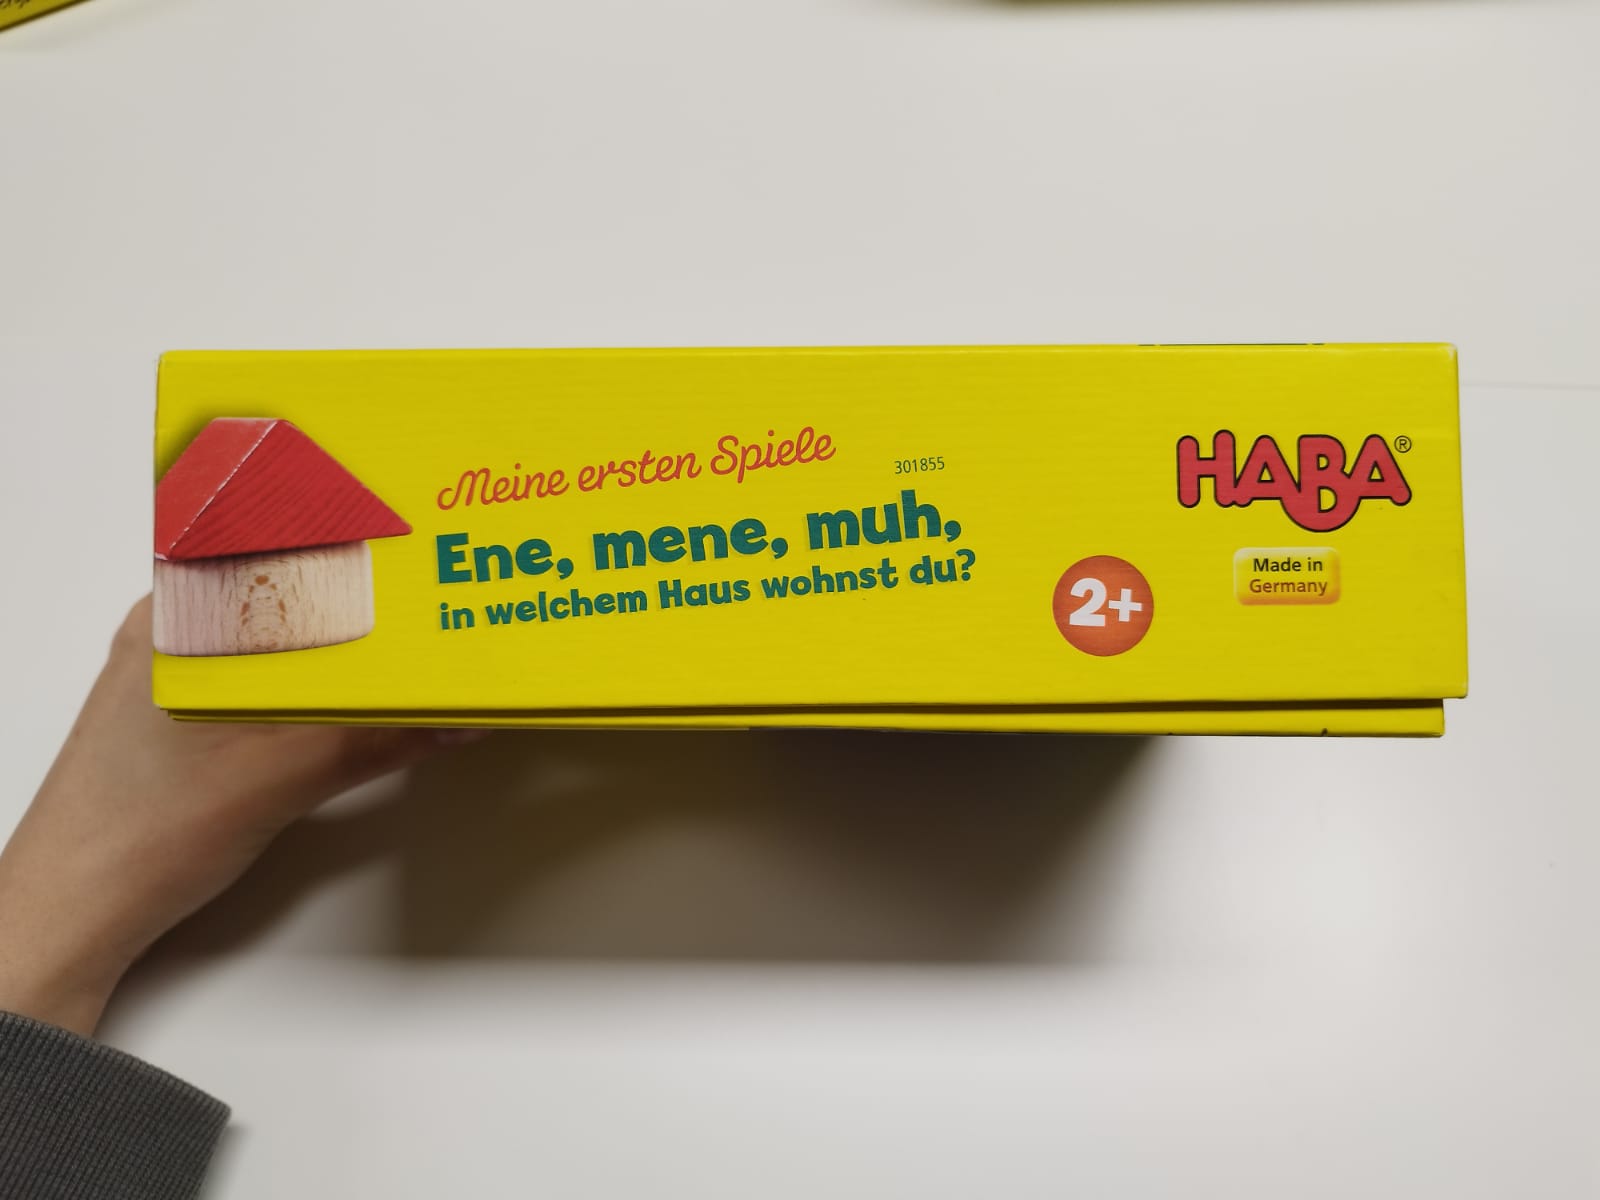 Meine ersten Spiele
301855
Ene, mene, muh,
in welchem Haus wohnst du?
2+
HABA®
Made in
Germany